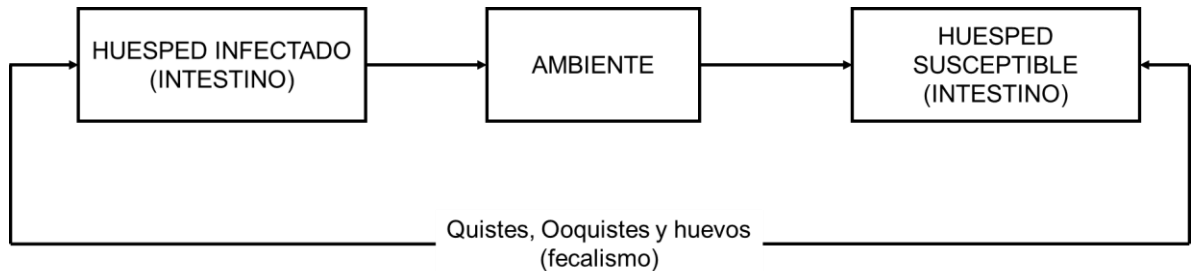 HUESPED INFECTADO
(INTESTINO)
AMBIENTE
HUESPED
SUSCEPTIBLE
(INTESTINO)
Quistes, Ooquistes y huevos
(fecalismo)